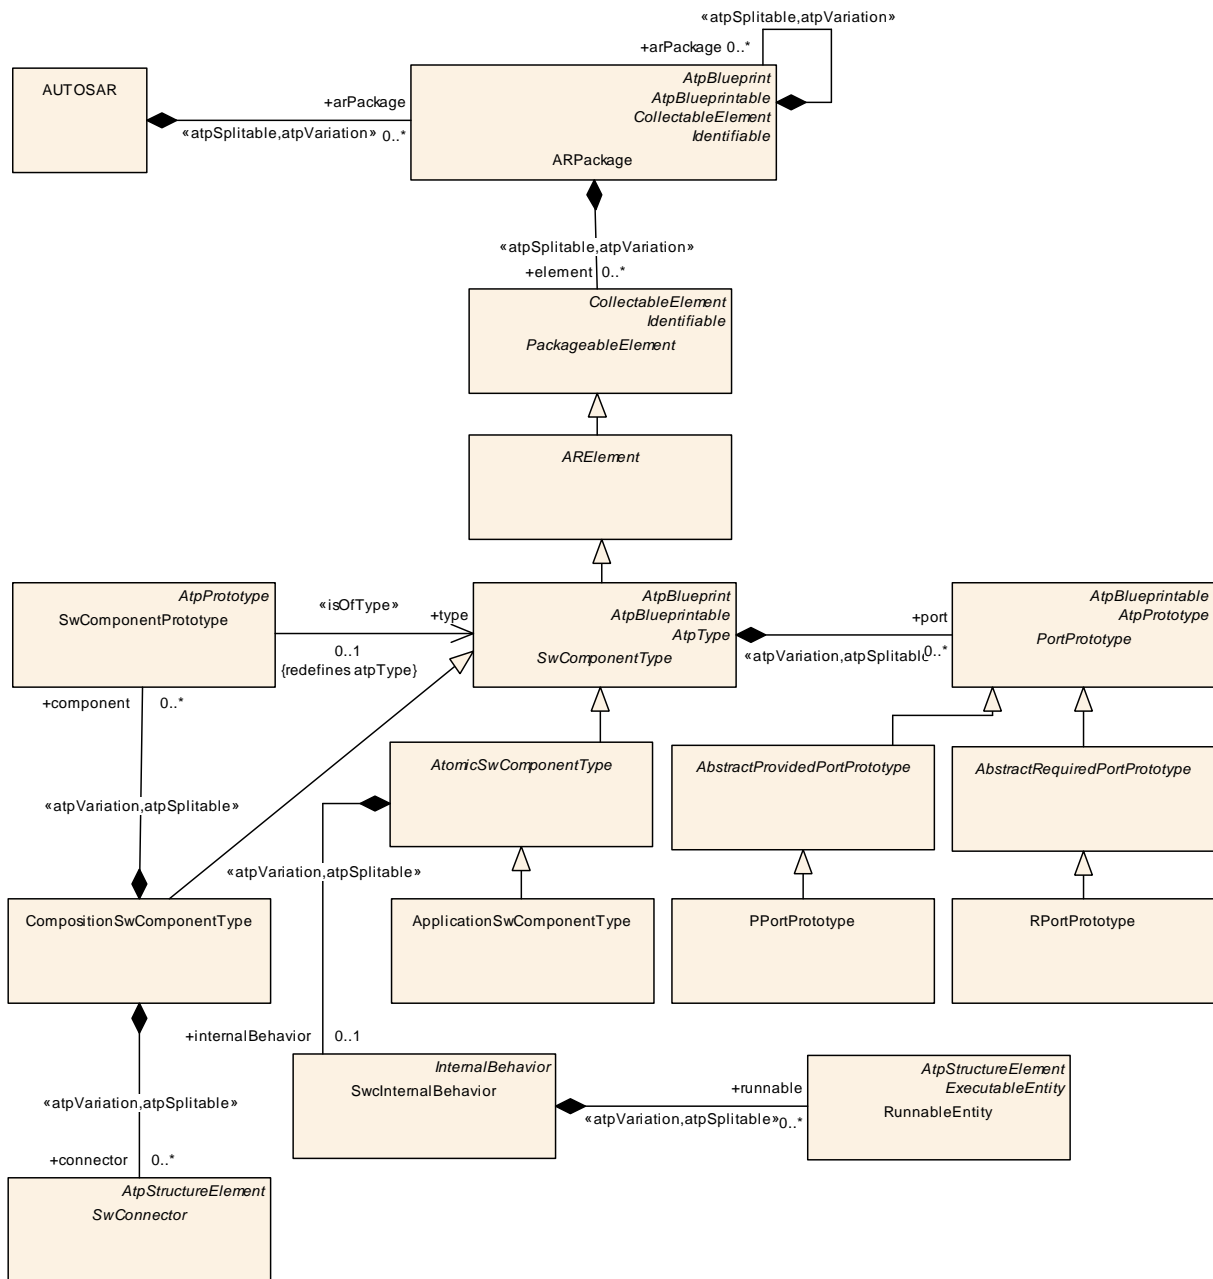 «atpSplitable,atpVariation»
+arPackage 0..*
AUTOSAR
AtpBlueprint
AtpBlueprintable
CollectableElement
Identifiable
ARPackage
+arPackage
«atpSplitable,atpVariation» 0..*
«atpSplitable,atpVariation»
+element 0..*
CollectableElement
Identifiable
PackageableElement
ARElement
AtpPrototype
SwComponentPrototype
«isOfType»
+type
0..1
{redefines atpType}
AtpBlueprint
AtpBlueprintable
AtpType
SwComponentType
+port
«atpVariation,atpSplitable»
0..*
AtpBlueprintable
AtpPrototype
PortPrototype
+component 0..*
AtomicSwComponentType
AbstractProvidedPortPrototype
AbstractRequiredPortPrototype
«atpVariation,atpSplitable»
«atpVariation,atpSplitable»
CompositionSwComponentType
ApplicationSwComponentType
PPortPrototype
RPortPrototype
+internalBehavior 0..1
InternalBehavior
SwcInternalBehavior
+runnable
«atpVariation,atpSplitable» 0..*
AtpStructureElement
ExecutableEntity
RunnableEntity
«atpVariation,atpSplitable»
+connector 0..*
AtpStructureElement
SwConnector